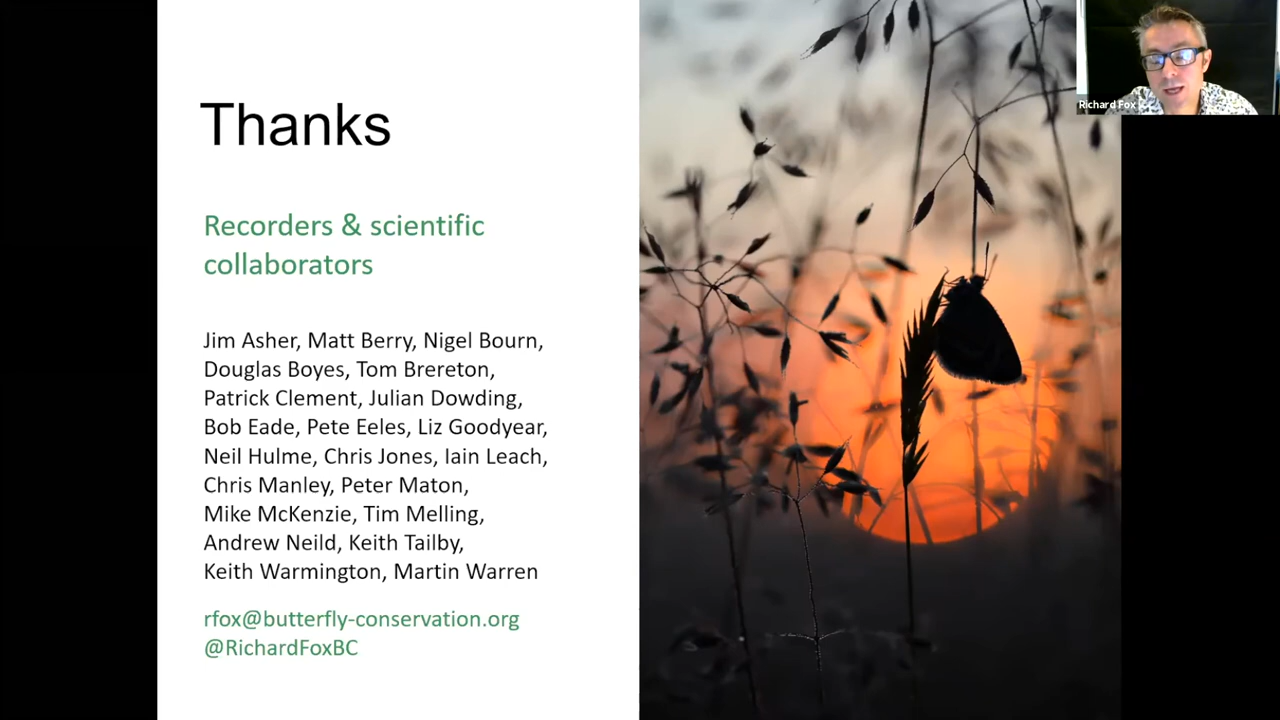 Thanks
Recorders & scientific
collaborators
Jim Asher, Matt Berry, Nigel Bourn,
Douglas Boyes, Tom Brereton,
Patrick Clement, Julian Dowding,
Bob Eade, Pete Eeles, Liz Goodyear,
Neil Hulme, Chris Jones, Iain Leach,
Chris Manley, Peter Maton,
Mike McKenzie, Tim Melling,
Andrew Neild, Keith Tailby,
Keith Warmington, Martin Warren
rfox@butterfly-conservation.org
@RichardFoxBC
Richard Fox